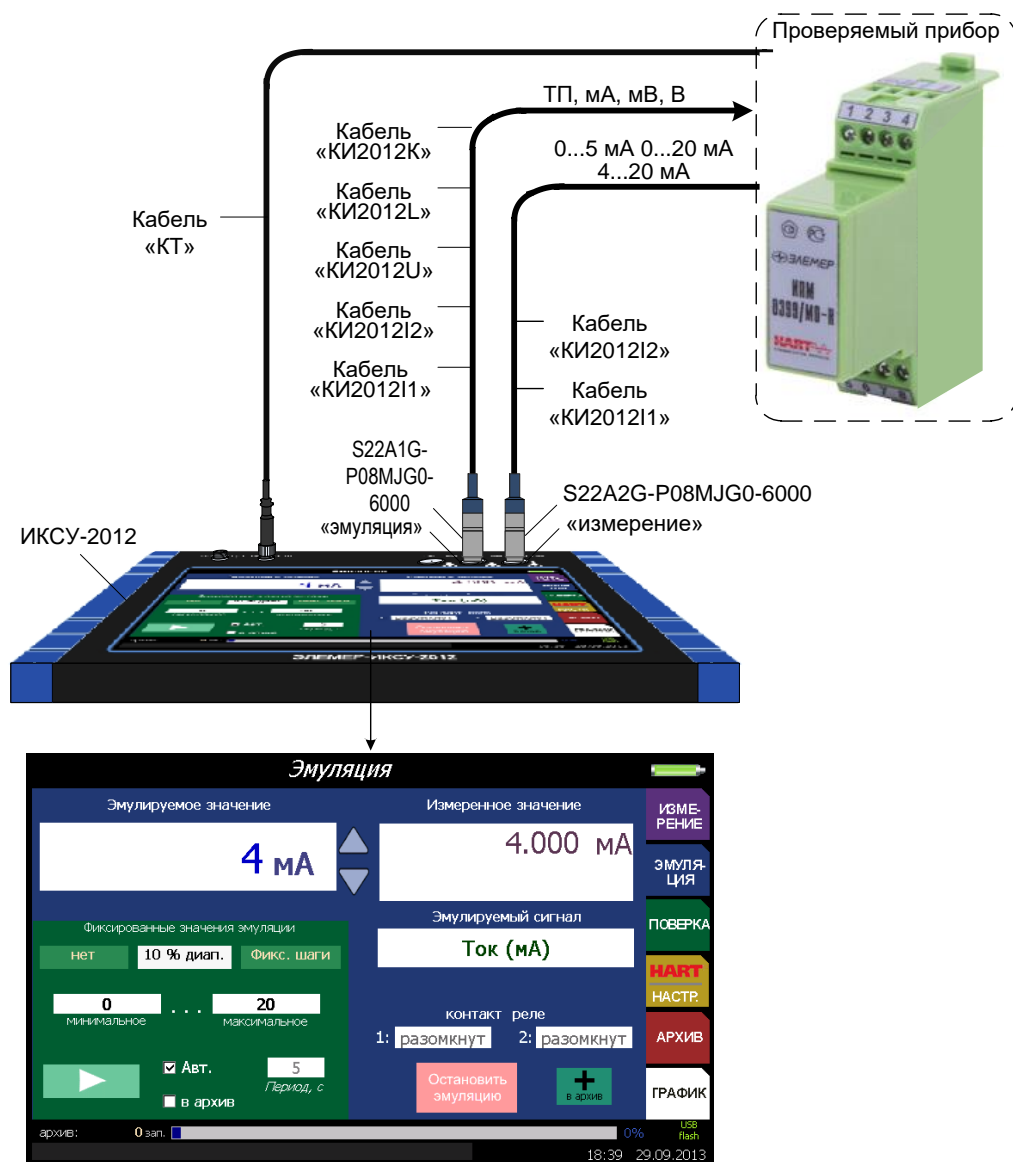 Проверяемый прибор
ТП, мА, мВ, В
0...5 мА 0...20 мА
4...20 мА
Кабель
«КИ2012К»
Кабель
«КИ2012L»
Кабель
«КИ2012U»
Кабель
«КИ2012I2»
Кабель
«КИ2012I1»
Кабель
«КТ»
Кабель
«КИ2012I2»
Кабель
«КИ2012I1»
1 2 3 4
ЭЛЕМЕР
ИПМ
0399/М0-Н
HART
S22A1G-
P08MJG0-
6000
«эмуляция»
S22A2G-P08MJG0-6000
«измерение»
ИКСУ-2012
ЭЛЕМЕР-ИКСУ-2012
Эмуляция
Эмулируемое значение
4 мА
Измеренное значение
4.000 мА
Эмулируемый сигнал
Ток (мА)
Фиксированные значения эмуляции
нет
10 % диап.
Фикс. шаги
0 . . . 20
минимальное
максимальное
Авт.
5
Период, с
в архив
контакт реле
1: разомкнут 2: разомкнут
Остановить
эмуляцию
в архив
ИЗМЕ-
РЕНИЕ
ЭМУЛЯ-
ЦИЯ
ПОВЕРКА
HART
НАСТР.
АРХИВ
ГРАФИК
архив: 0 зап. 0%
USB
flash
18:39 29.09.2013